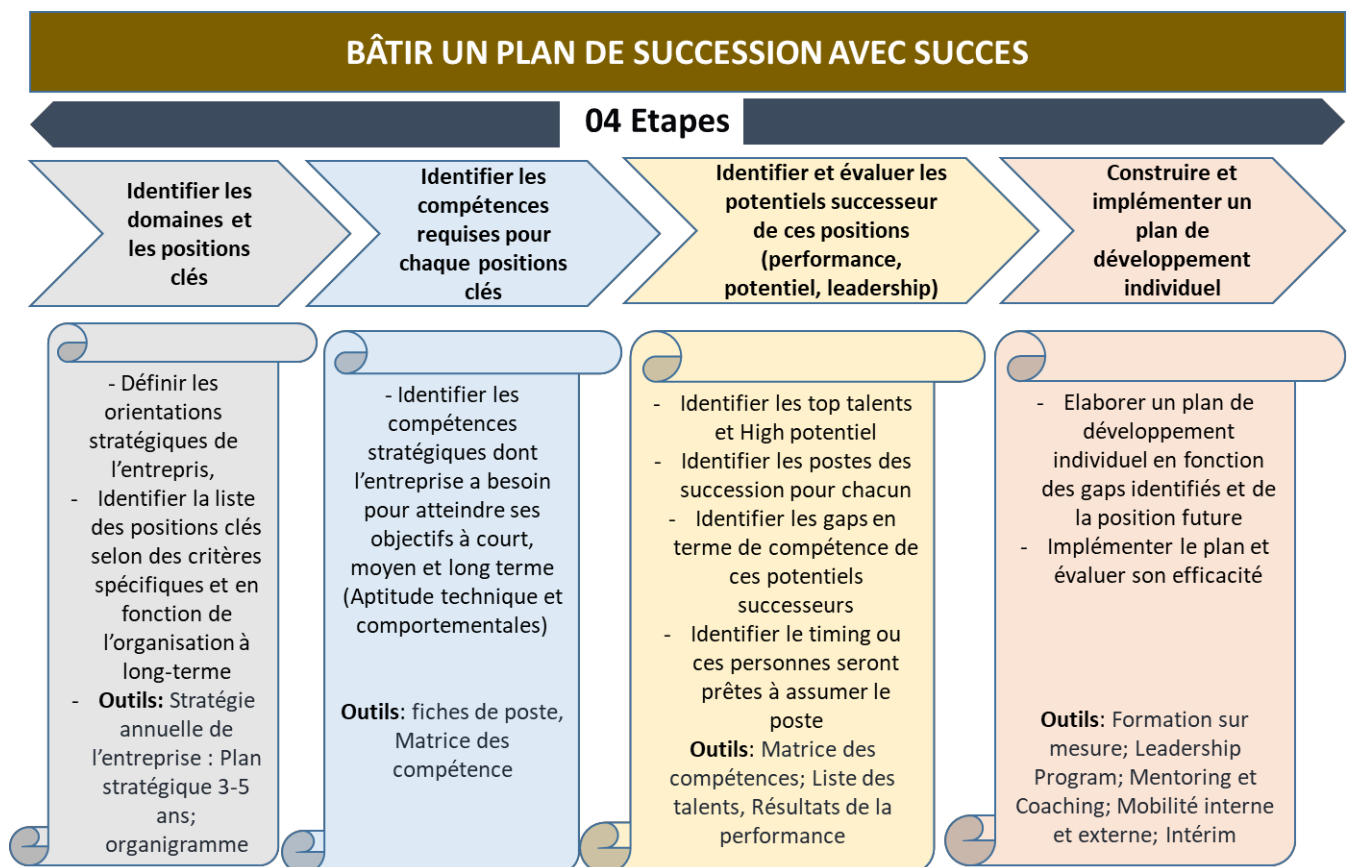 BÂTIR UN PLAN DE SUCCESSION AVEC SUCCES
04 Etapes
Identifier les
domaines et
les positions
clés
Identifier les
compétences
requises pour
chaque positions
clés
Identifier et évaluer les
potentiels successeur
de ces positions
(performance,
potentiel, leadership)
Construire et
implémenter un
plan de
développement
individuel
- Définir les
orientations
stratégiques de
l’entrepris,
- Identifier la liste
des positions clés
selon des critères
spécifiques et en
fonction de
l’organisation à
long-terme
- Outils: Stratégie
annuelle de
l’entreprise : Plan
stratégique 3-5
ans;
organigramme
- Identifier les
compétences
stratégiques dont
l’entreprise a besoin
pour atteindre ses
objectifs à court,
moyen et long terme
(Aptitude technique et
comportementales)
Outils: fiches de poste,
Matrice des
compétence
- Identifier les top talents
et High potentiel
- Identifier les postes des
succession pour chacun
- Identifier les gaps en
terme de compétence de
ces potentiels
successeurs
- Identifier le timing ou
ces personnes seront
prêtes à assumer le
poste
Outils: Matrice des
compétences; Liste des
talents, Résultats de la
performance
- Elaborer un plan de
développement
individuel en fonction
des gaps identifiés et de
la position future
- Implémenter le plan et
évaluer son efficacité
Outils: Formation sur
mesure; Leadership
Program; Mentoring et
Coaching; Mobilité interne
et externe; Intérim